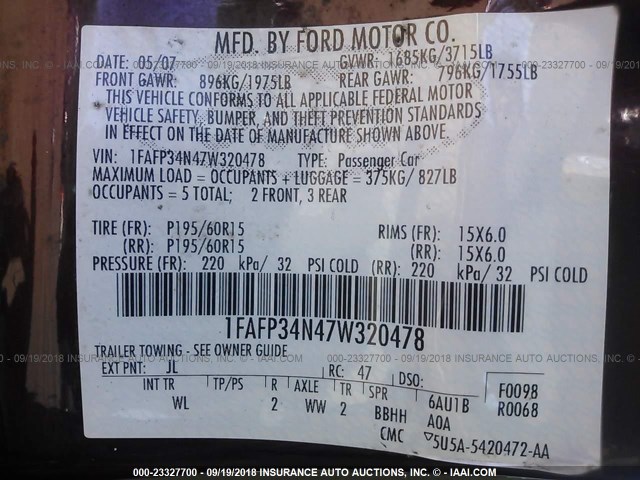 MFD. BY FORD MOTOR CO.
DATE: 05/07 GVWR: 1685KG/3715LB
FRONT GAWR: 896KG/1975LB REAR GAWR: 796KG/1755LB
THIS VEHICLE CONFORMS TO ALL APPLICABLE FEDERAL MOTOR
VEHICLE SAFETY, BUMPER, AND THEFT PREVENTION STANDARDS
IN EFFECT ON THE DATE OF MANUFACTURE SHOWN ABOVE.
VIN: 1FAFP34N47W320478 TYPE: Passenger Car
MAXIMUM LOAD = OCCUPANTS + LUGGAGE = 375KG/ 827LB
OCCUPANTS = 5 TOTAL; 2 FRONT, 3 REAR
TIRE (FR): P195/60R15 RIMS (FR): 15X6.0
(RR): P195/60R15 (RR): 15X6.0
PRESSURE (FR): 220 kPa/ 32 PSI COLD (RR): 220 kPa/ 32 PSI COLD
1FAFP34N47W320478
TRAILER TOWING - SEE OWNER GUIDE
EXT PNT: JL RC: 47 DSO: F009B
INT TR TP/PS R AXLE TR SPR 6AU1B R0068
WL 2 WW 2 BBHH A0A
CMC 5U5A-5420472-AA
000-23327700 - 09/19/2018 INSURANCE AUTO AUCTIONS, INC. - © IAAI.COM